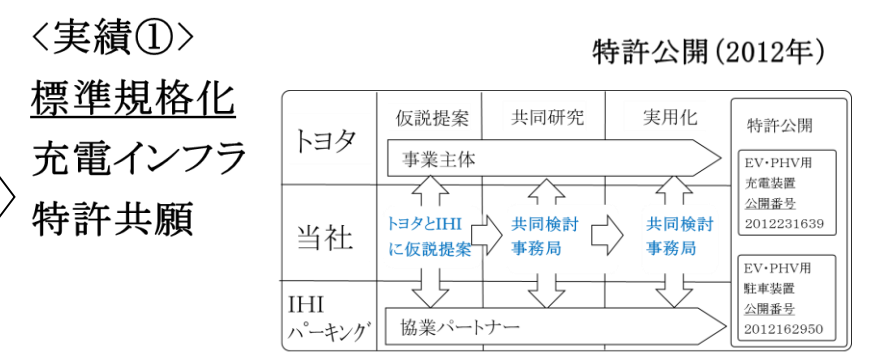 <実績①>
標準規格化
充電インフラ
特許共願
特許公開(2012年)
仮説提案
共同研究
実用化
特許公開
トヨタ
事業主体
当社
トヨタとIHI
に仮説提案
共同検討
事務局
共同検討
事務局
IHI
パーキング
協業パートナー
EV・PHV用
充電装置
公開番号
2012231639
EV・PHV用
駐車装置
公開番号
2012162950